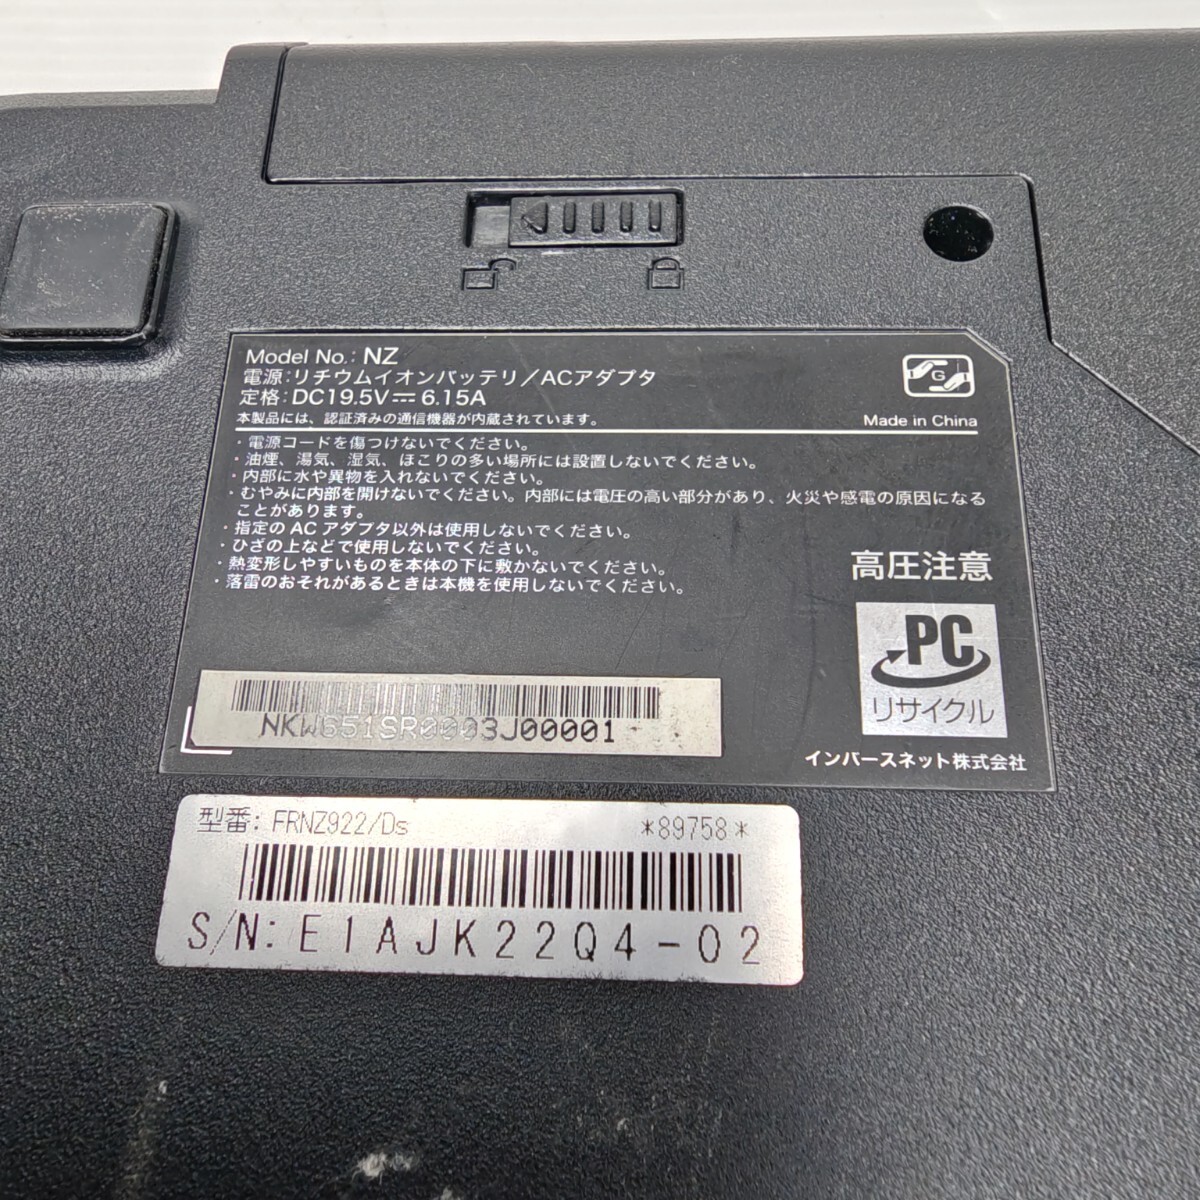 Model No.: NZ
電源:リチウムイオンバッテリ/ACアダプタ
定格:DC19.5V⎓6.15A
本製品には、認証済みの通信機器が内蔵されています。
G
Made in China
・電源コードを傷つけないでください。
・油煙、湯気、湿気、ほこりの多い場所には設置しないでください。
・内部に水や異物を入れないでください。
・むやみに内部を開けないでください。内部には電圧の高い部分があり、火災や感電の原因になる
ことがあります。
・指定の AC アダプタ以外は使用しないでください。
・ひざの上などで使用しないでください。
・熱変形しやすいものを本体の下に敷かないでください。
・落雷のおそれがあるときは本機を使用しないでください。
高圧注意
PC
リサイクル
インバースネット株式会社
NKW651SR0003J00001
型番: FRNZ922/Ds *89758*
S/N: E1AJK22Q4-02